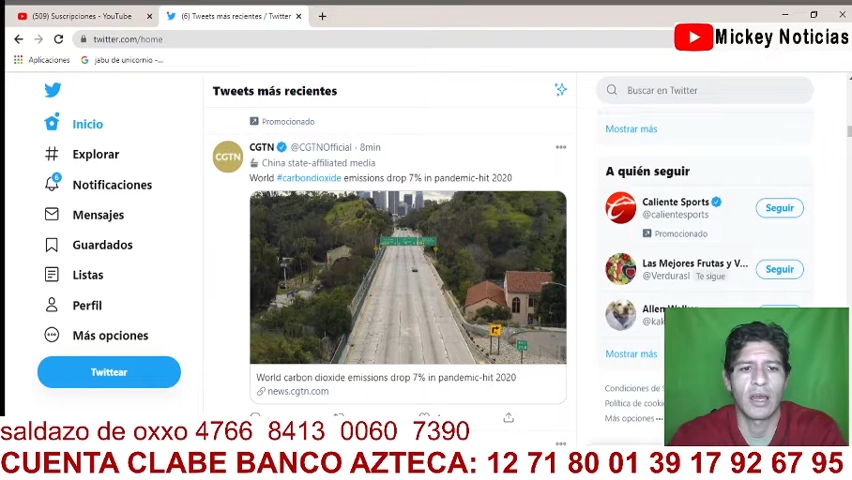 (509) Suscripciones - YouTube
(6) Tweets más recientes / Twitter
twitter.com/home
Mickey Noticias
Aplicaciones
jabu de unicornio -...
Inicio
Explorar
6
Notificaciones
Mensajes
Guardados
Listas
Perfil
Más opciones
Twittear
Tweets más recientes
Promocionado
CGTN @CGTNOfficial · 8min
China state-affiliated media
World #carbondioxide emissions drop 7% in pandemic-hit 2020
CGTN
World carbon dioxide emissions drop 7% in pandemic-hit 2020
news.cgtn.com
Buscar en Twitter
Mostrar más
A quién seguir
Caliente Sports
@calientesports
Seguir
Promocionado
Las Mejores Frutas y V...
@Verdurasl Te sigue
Seguir
Mostrar más
Condiciones de
Política de
Más opciones
saldazo de oxxo 4766 8413 0060 7390
CUENTA CLABE BANCO AZTECA: 12 71 80 01 39 17 92 67 95